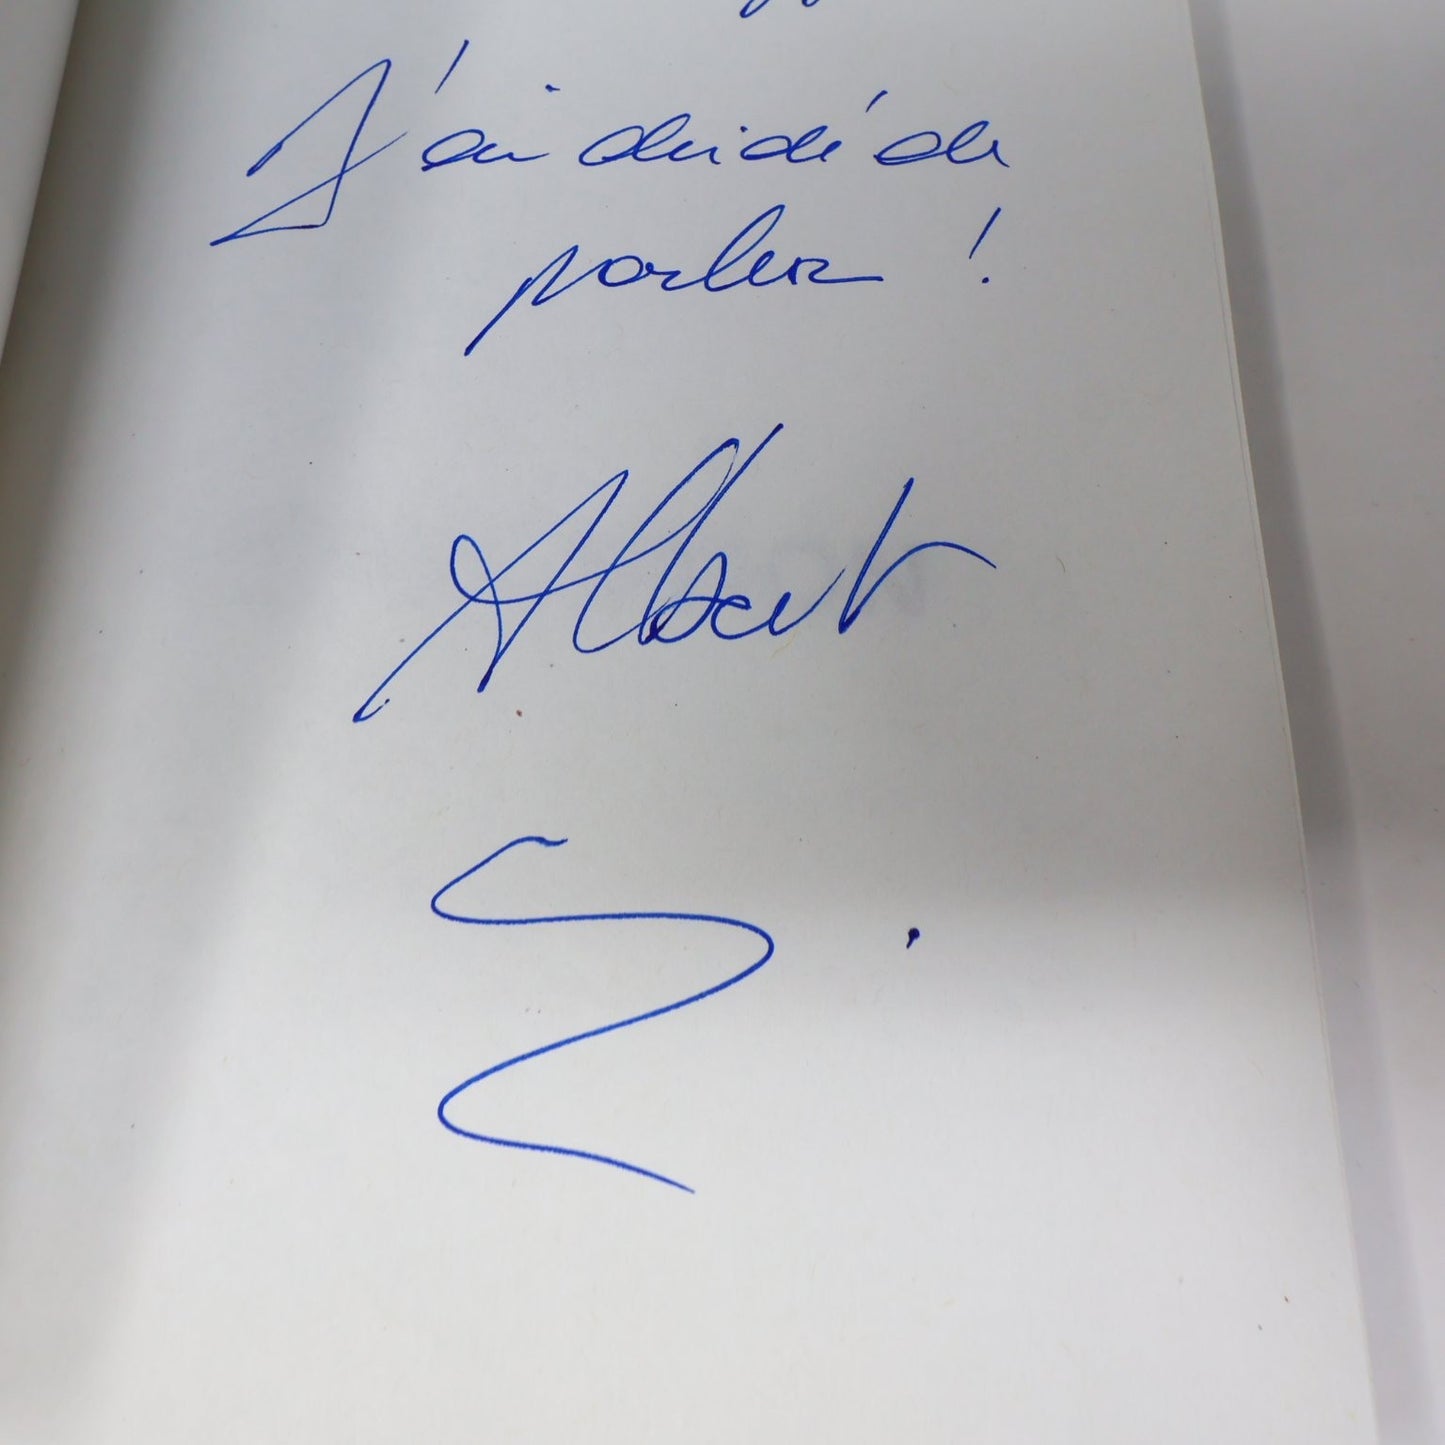 J'ai décidé de
parler !
Albert